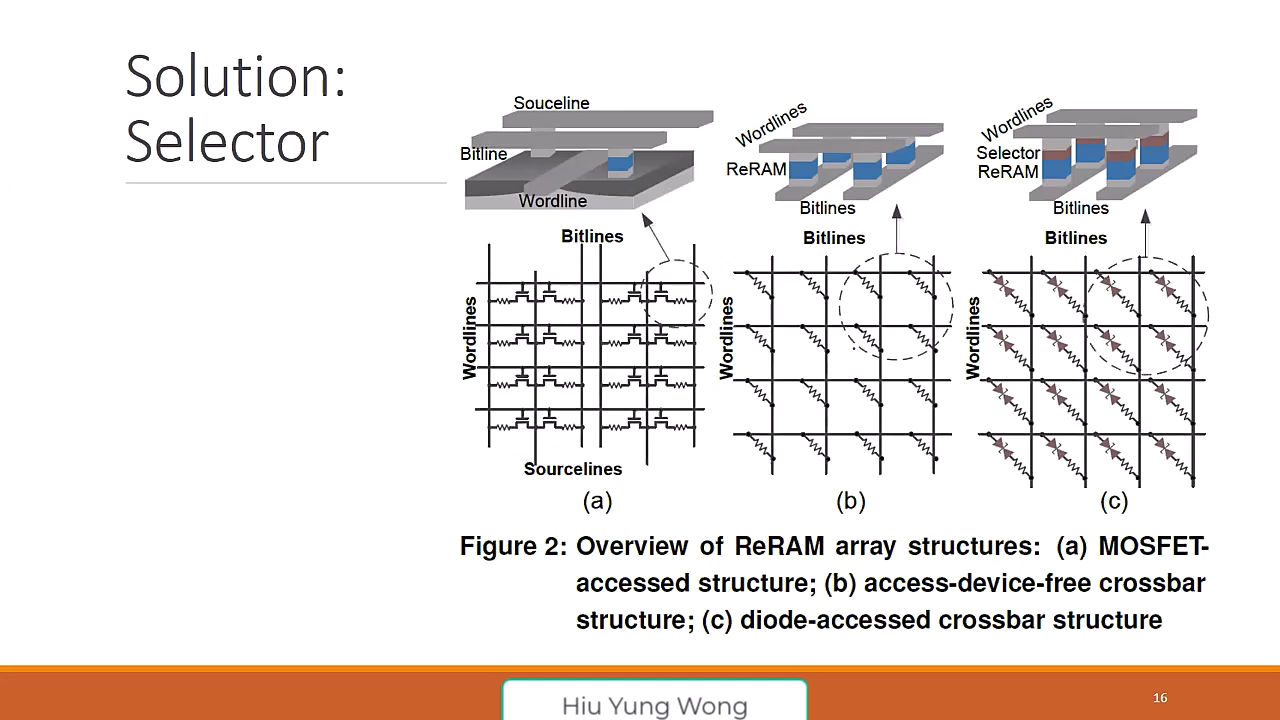 Solution:
Selector
Souceline
Bitline
Wordline
Bitlines
Wordlines
Sourcelines
(a)
Wordlines
ReRAM
Bitlines
Bitlines
Wordlines
(b)
Wordlines
Selector
ReRAM
Bitlines
Bitlines
Wordlines
(c)
Figure 2: Overview of ReRAM array structures: (a) MOSFET-
accessed structure; (b) access-device-free crossbar
structure; (c) diode-accessed crossbar structure
Hiu Yung Wong
16